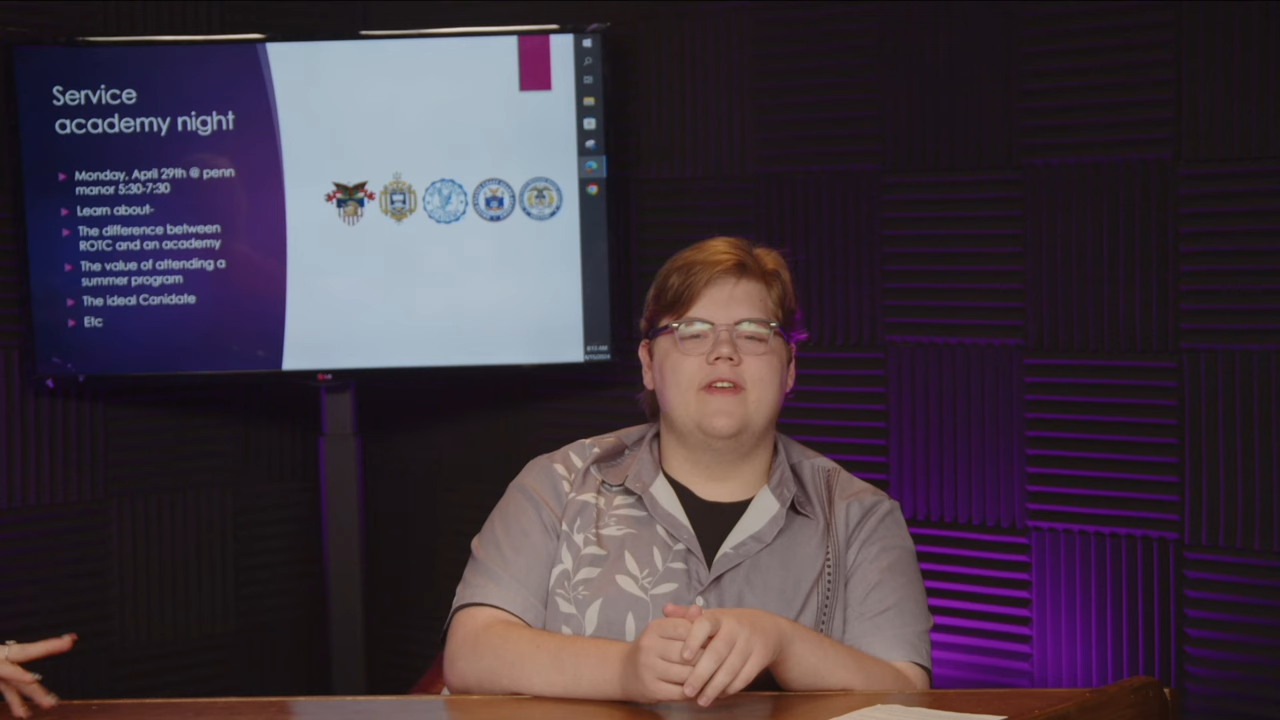 Service
academy night
Monday, April 29th @ penn
manor 5:30-7:30
Learn about-
The difference between
ROTC and an academy
The value of attending a
summer program
The ideal Canidate
Etc
LG